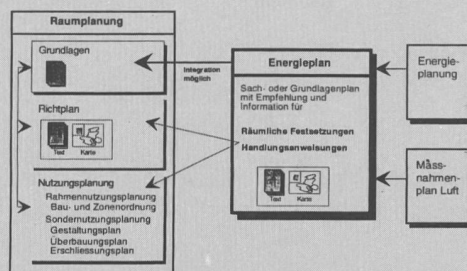 Raumplanung
Grundlagen
Richtplan
Text Karte
Nutzungsplanung
Rahmennutzungsplanung
Bau- und Zonenordnung
Sondernutzungsplanung
Gestaltungsplan
Überbauungsplan
Erschliessungsplan
Integration
möglich
Energieplan
Sach- oder Grundlagenplan
mit Empfehlung und
Information für
Räumliche Festsetzungen
Handlungsanweisungen
Text Karte
Energie-
planung
Mass-
nahmen-
plan Luft